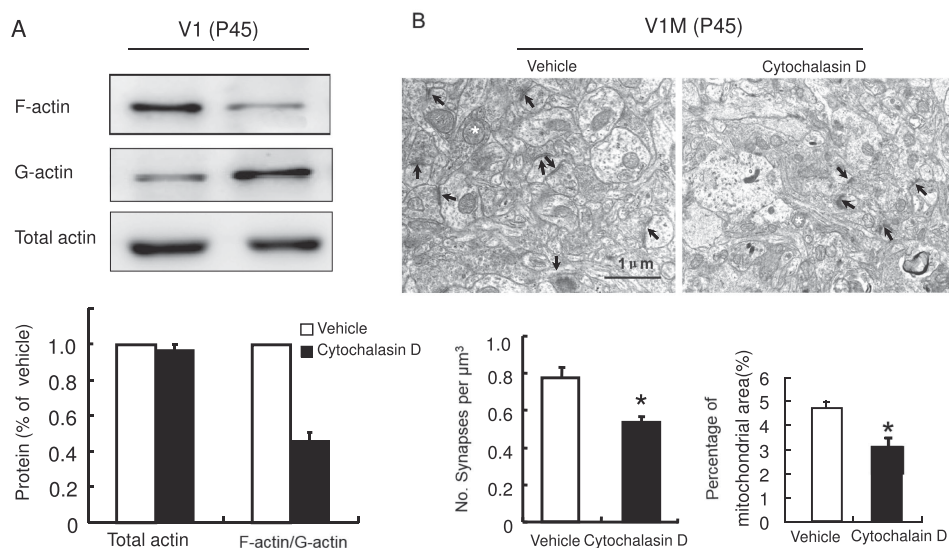 A
V1 (P45)
F-actin
G-actin
Total actin
Protein (% of vehicle)
1.0
0.8
0.6
0.4
0.2
0
Vehicle
Cytochalasin D
Total actin
F-actin/G-actin
B
V1M (P45)
Vehicle
Cytochalasin D
*
*
1 μm
No. Synapses per μm³
1.0
0.8
0.6
0.4
0.2
0.0
*
Vehicle
Cytochalasin D
Percentage of
mitochondrial area(%)
6
5
4
3
2
1
0
*
Vehicle
Cytochalain D